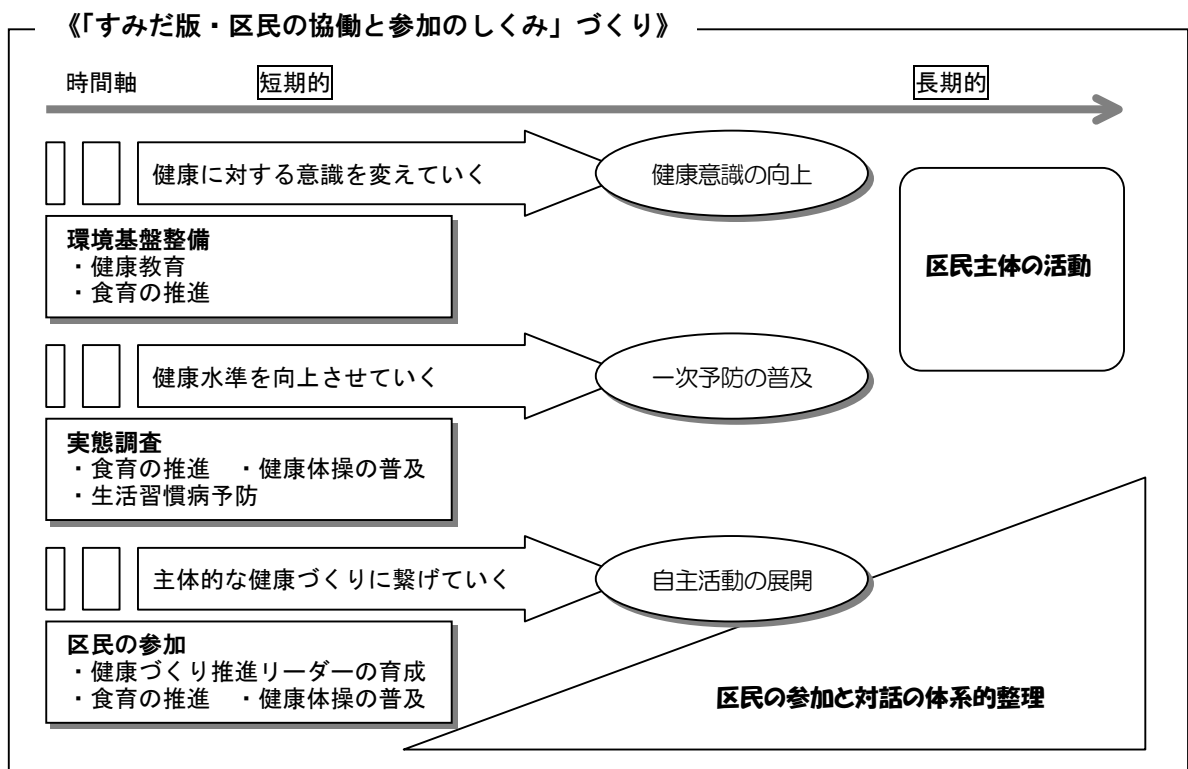 《「すみだ版・区民の協働と参加のしくみ」づくり》
時間軸
短期的
長期的
健康に対する意識を変えていく
健康意識の向上
環境基盤整備
・健康教育
・食育の推進
区民主体の活動
健康水準を向上させていく
一次予防の普及
実態調査
・食育の推進 ・健康体操の普及
・生活習慣病予防
主体的な健康づくりに繋げていく
自主活動の展開
区民の参加
・健康づくり推進リーダーの育成
・食育の推進 ・健康体操の普及
区民の参加と対話の体系的整理